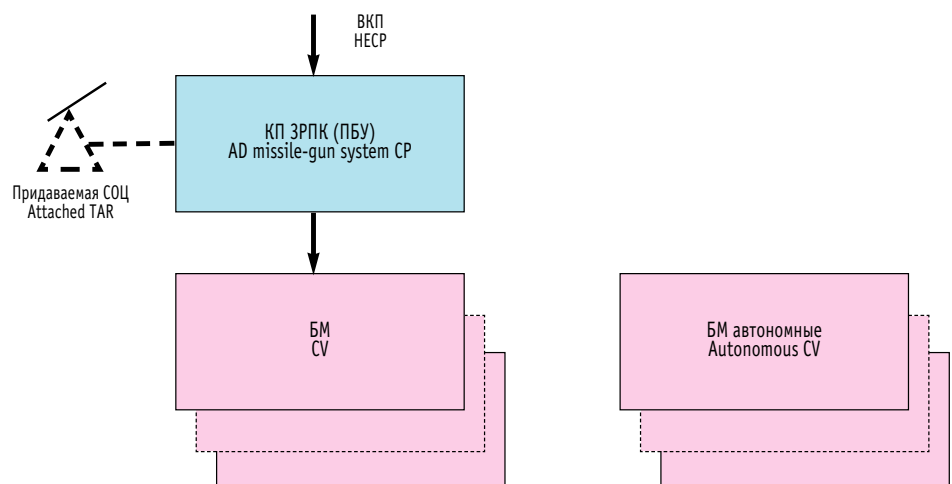 ВКП
HECP
КП ЗРПК (ПБУ)
AD missile-gun system CP
Придаваемая СОЦ
Attached TAR
БМ
CV
БМ автономные
Autonomous CV